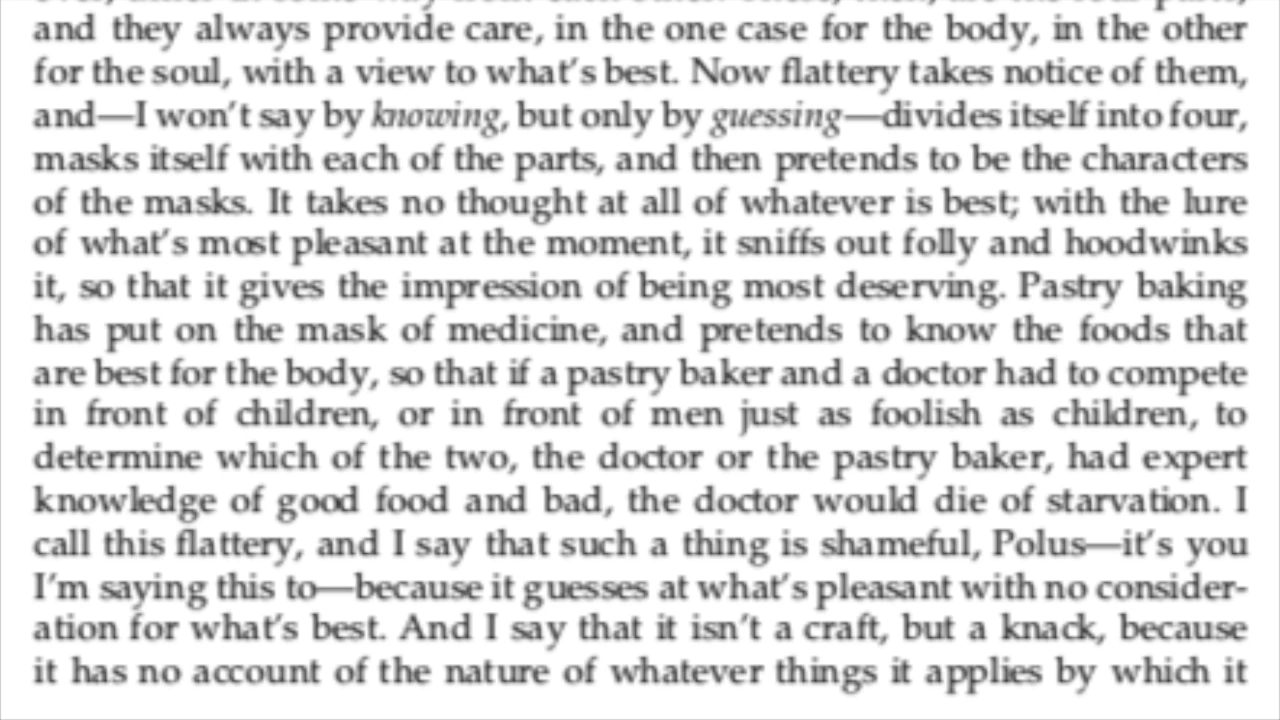 and they always provide care, in the one case for the body, in the other
for the soul, with a view to what's best. Now flattery takes notice of them,
and—I won't say by knowing, but only by guessing—divides itself into four,
masks itself with each of the parts, and then pretends to be the characters
of the masks. It takes no thought at all of whatever is best; with the lure
of what's most pleasant at the moment, it sniffs out folly and hoodwinks
it, so that it gives the impression of being most deserving. Pastry baking
has put on the mask of medicine, and pretends to know the foods that
are best for the body, so that if a pastry baker and a doctor had to compete
in front of children, or in front of men just as foolish as children, to
determine which of the two, the doctor or the pastry baker, had expert
knowledge of good food and bad, the doctor would die of starvation. I
call this flattery, and I say that such a thing is shameful, Polus—it's you
I'm saying this to—because it guesses at what's pleasant with no consider-
ation for what's best. And I say that it isn't a craft, but a knack, because
it has no account of the nature of whatever things it applies by which it